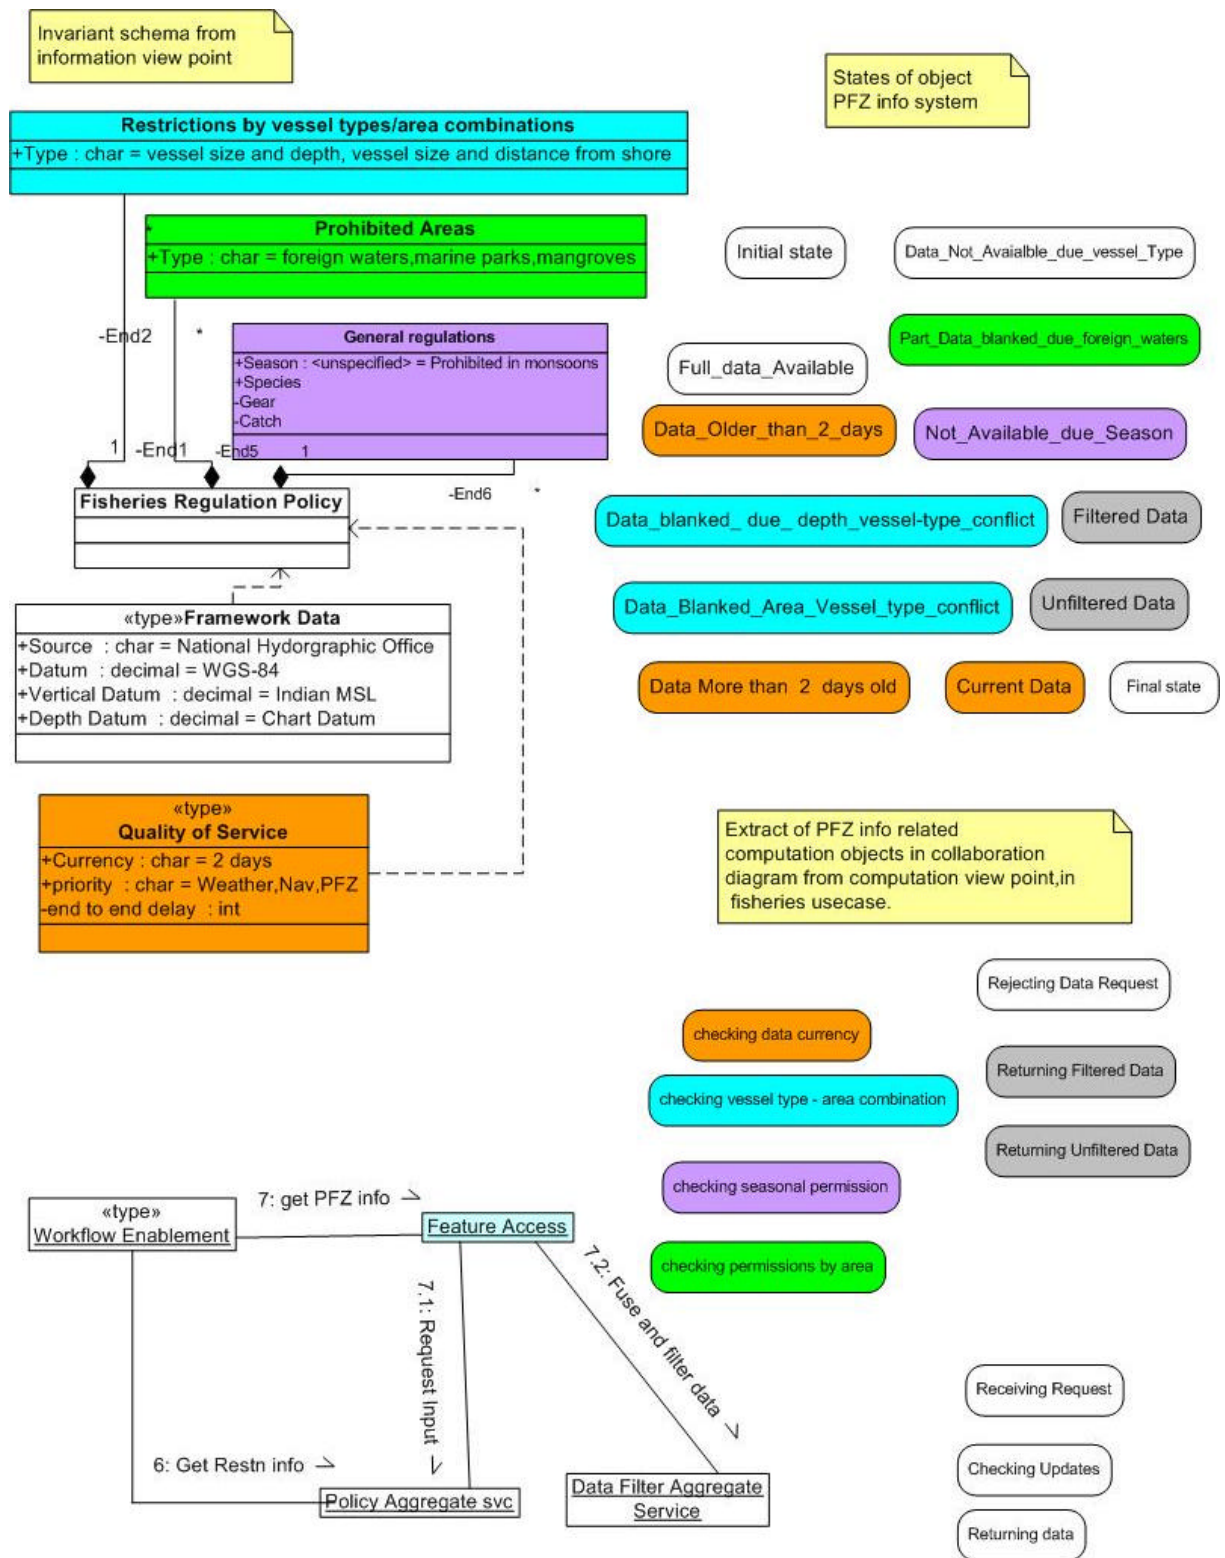 Invariant schema from
information view point
States of object
PFZ info system
Restrictions by vessel types/area combinations
+Type : char = vessel size and depth, vessel size and distance from shore
*
Prohibited Areas
+Type : char = foreign waters,marine parks,mangroves
-End2
*
General regulations
+Season : <unspecified> = Prohibited in monsoons
+Species
-Gear
-Catch
1
-End1
-End5
1
-End6
*
Fisheries Regulation Policy
«type»Framework Data
+Source : char = National Hydorgraphic Office
+Datum : decimal = WGS-84
+Vertical Datum : decimal = Indian MSL
+Depth Datum : decimal = Chart Datum
«type»
Quality of Service
+Currency : char = 2 days
+priority : char = Weather,Nav,PFZ
-end to end delay : int
Initial state
Data_Not_Avaialble_due_vessel_Type
Part_Data_blanked_due_foreign_waters
Full_data_Available
Data_Older_than_2_days
Not_Available_due_Season
Data_blanked_ due_ depth_vessel-type_conflict
Filtered Data
Data_Blanked_Area_Vessel_type_conflict
Unfiltered Data
Data More than 2 days old
Current Data
Final state
Extract of PFZ info related
computation objects in collaboration
diagram from computation view point,in
fisheries usecase.
Rejecting Data Request
checking data currency
Returning Filtered Data
checking vessel type - area combination
Returning Unfiltered Data
checking seasonal permission
checking permissions by area
Receiving Request
Checking Updates
Returning data
«type»
Workflow Enablement
7: get PFZ info
Feature Access
7.1: Request Input
7.2: Fuse and filter data
6: Get Restn info
Policy Aggregate svc
Data Filter Aggregate
Service